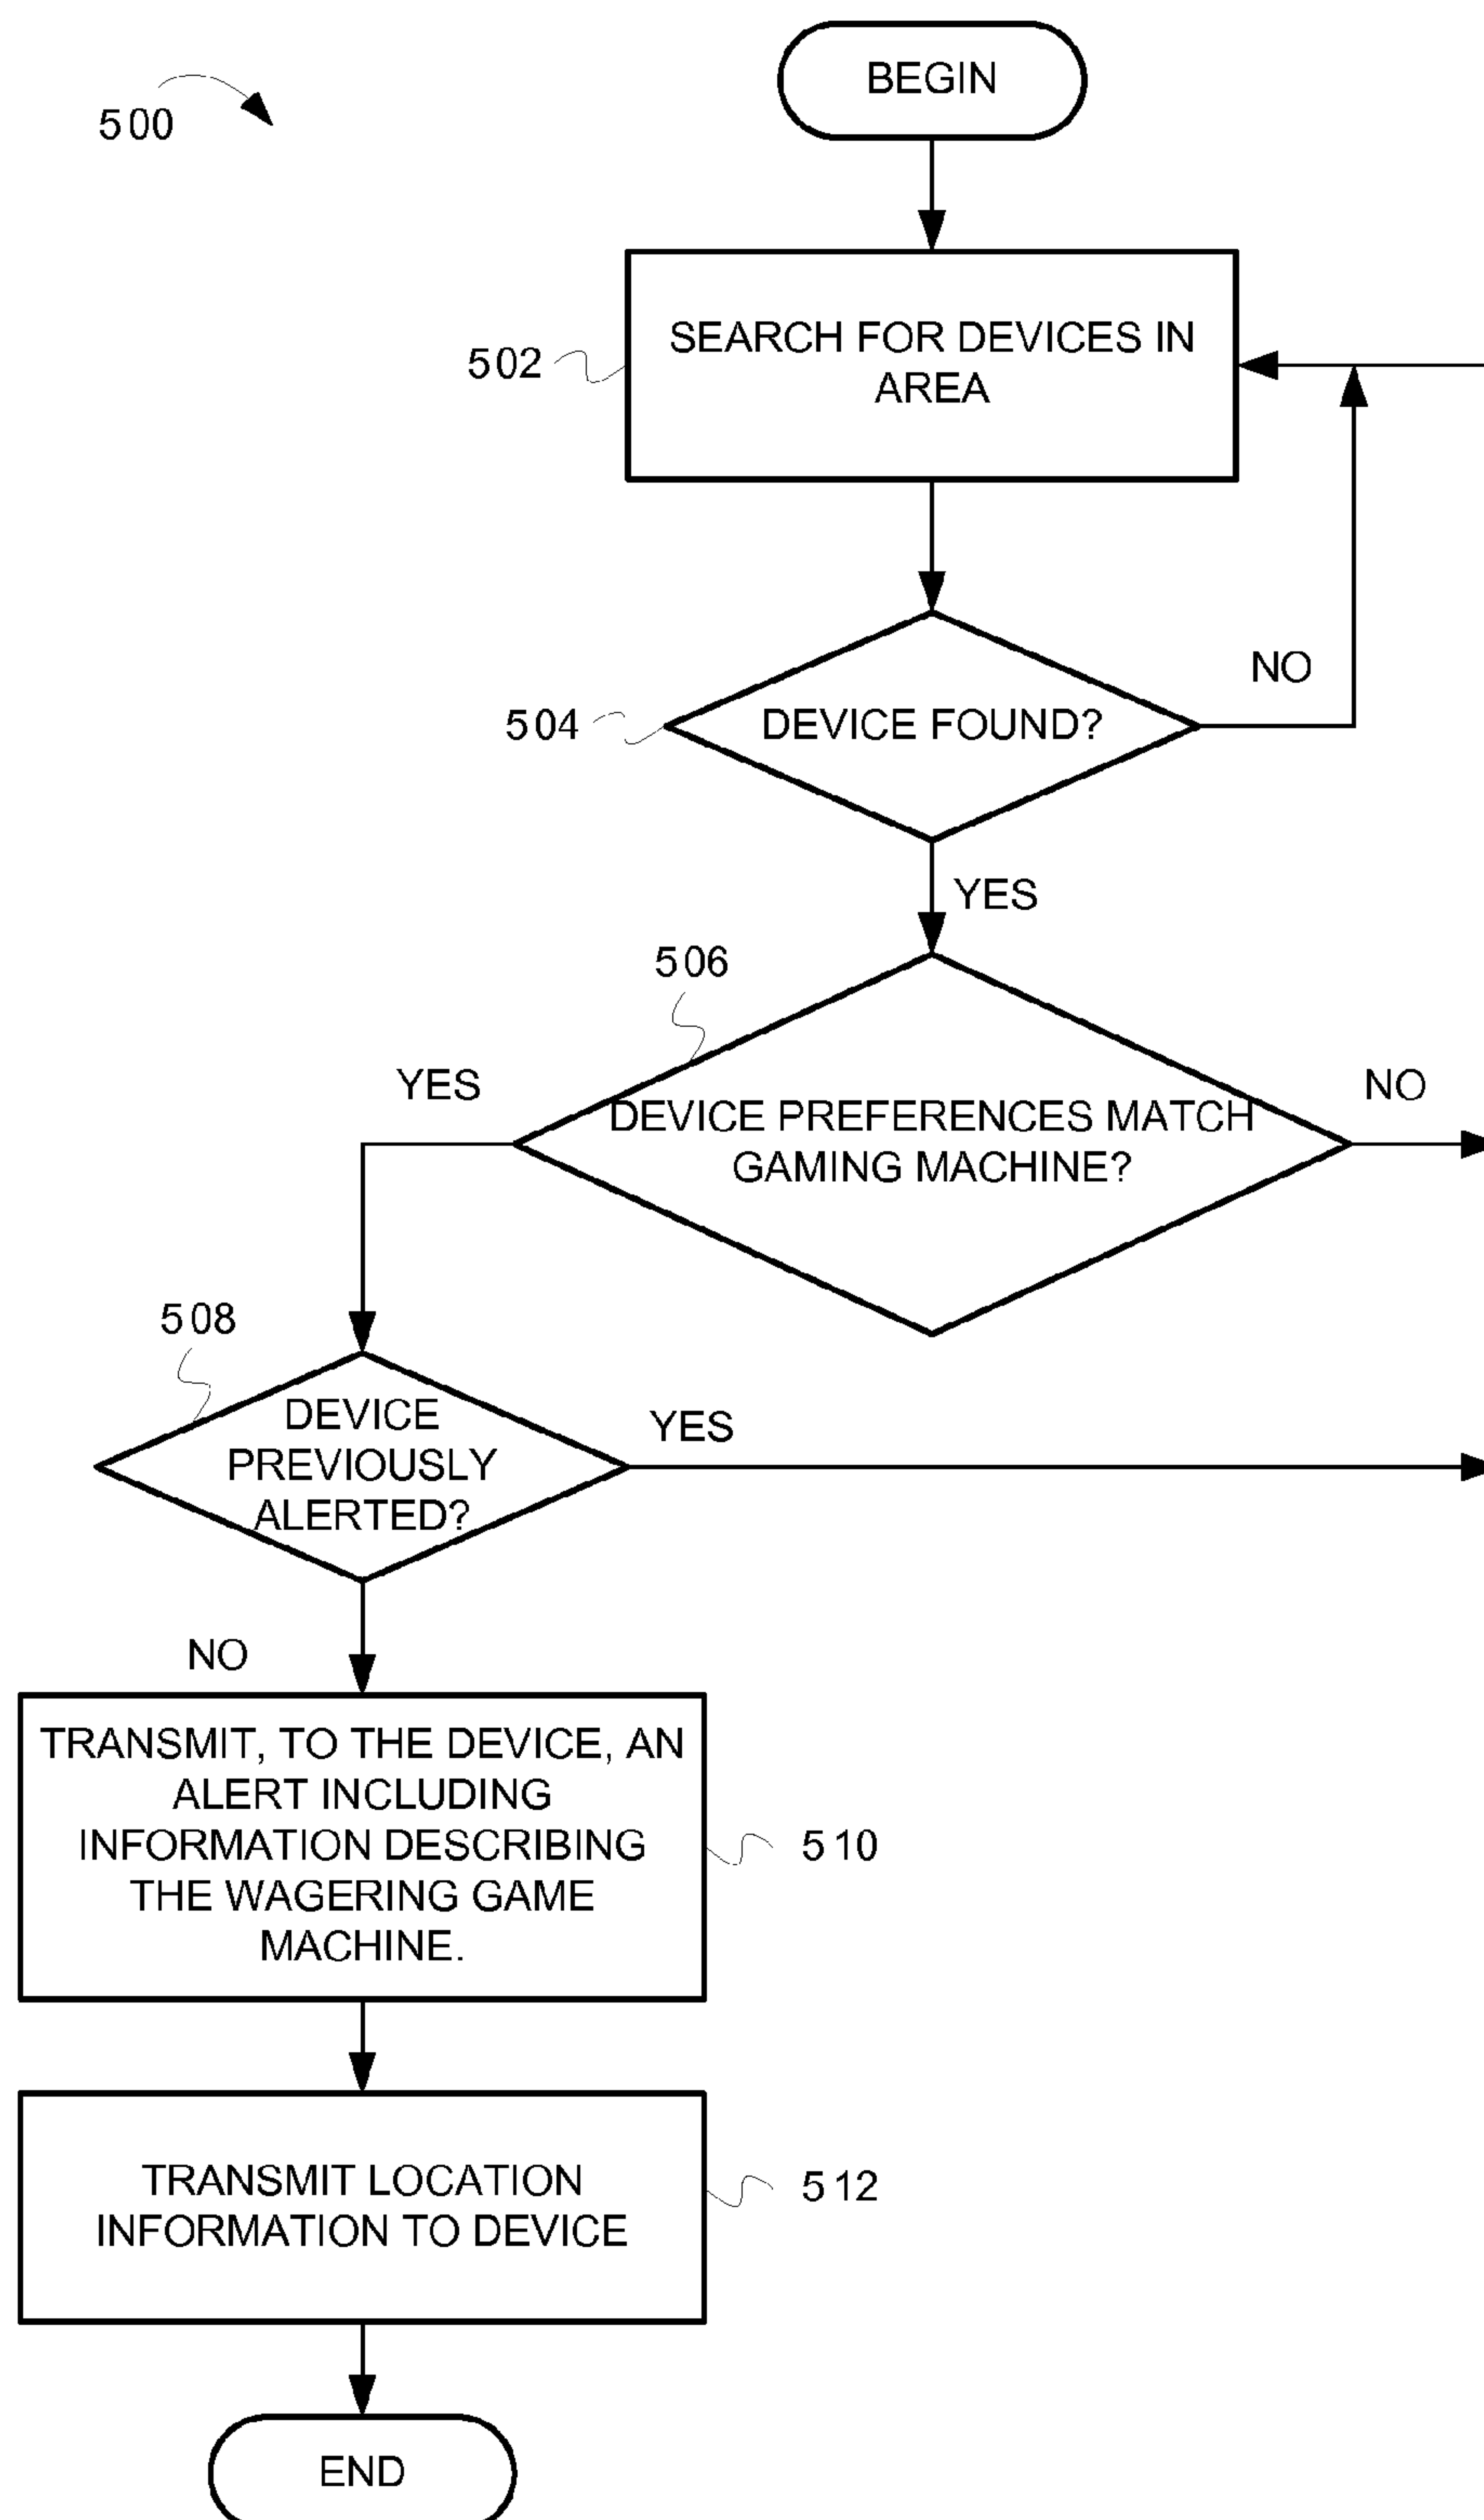 BEGIN
500
SEARCH FOR DEVICES IN
AREA
502
NO
504
DEVICE FOUND?
YES
506
YES
NO
DEVICE PREFERENCES MATCH
GAMING MACHINE?
508
DEVICE
PREVIOUSLY
ALERTED?
YES
NO
TRANSMIT, TO THE DEVICE, AN
ALERT INCLUDING
INFORMATION DESCRIBING
THE WAGERING GAME
MACHINE.
510
TRANSMIT LOCATION
INFORMATION TO DEVICE
512
END